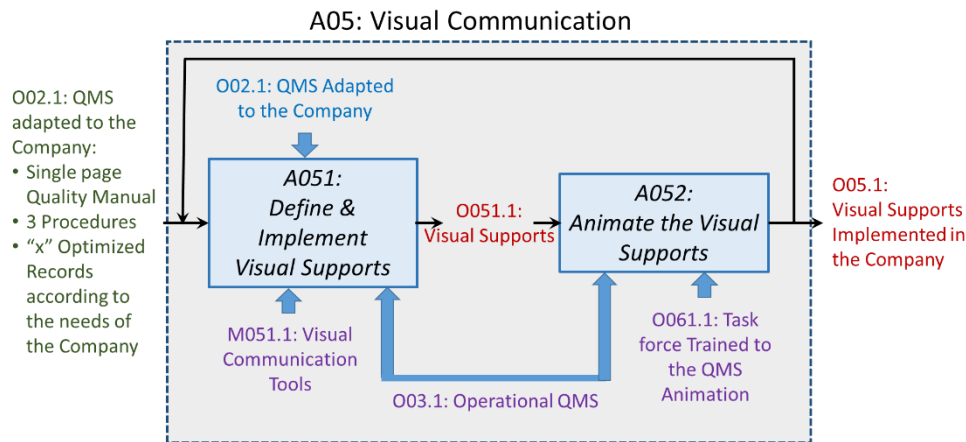 A05: Visual Communication
O02.1: QMS
adapted to the
Company:
• Single page
Quality Manual
• 3 Procedures
• “x” Optimized
Records
according to
the needs of
the Company
O02.1: QMS Adapted
to the Company
A051:
Define &
Implement
Visual Supports
O051.1:
Visual Supports
A052:
Animate the Visual
Supports
O05.1:
Visual Supports
Implemented in
the Company
M051.1: Visual
Communication
Tools
O03.1: Operational QMS
O061.1: Task
force Trained to
the QMS
Animation